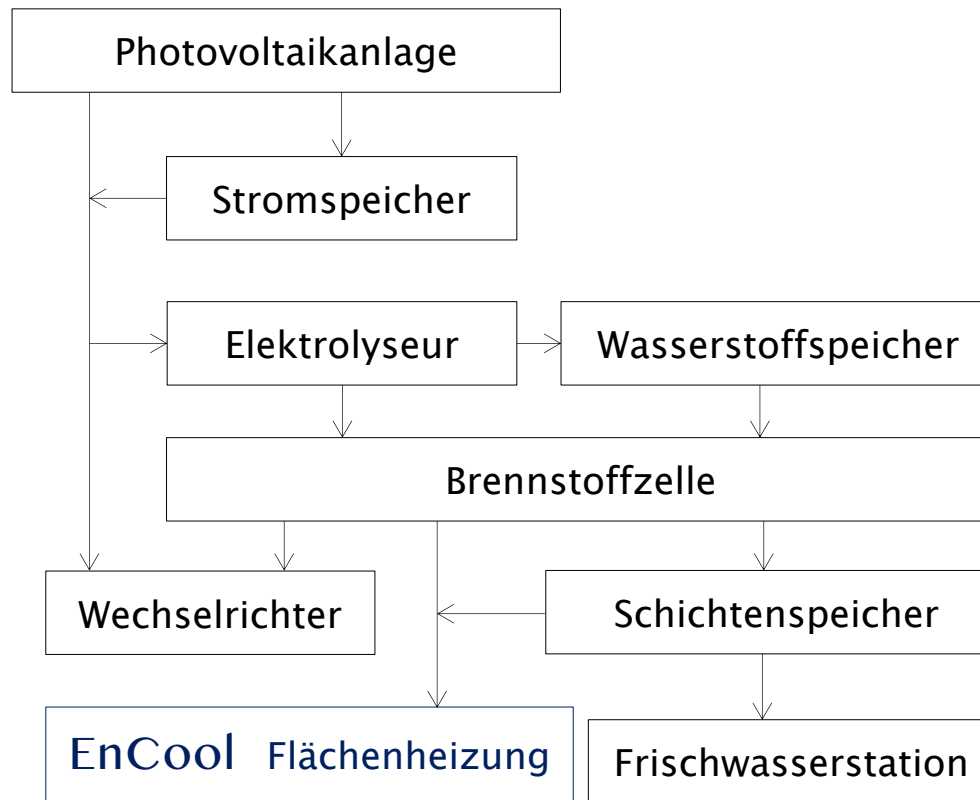 Photovoltaikanlage
Stromspeicher
Elektrolyseur
Wasserstoffspeicher
Brennstoffzelle
Wechselrichter
Schichtenspeicher
EnCool Flächenheizung
Frischwasserstation